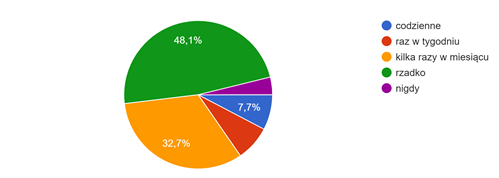 48,1%
7,7%
32,7%
codzienne
raz w tygodniu
kilka razy w miesiącu
rzadko
nigdy